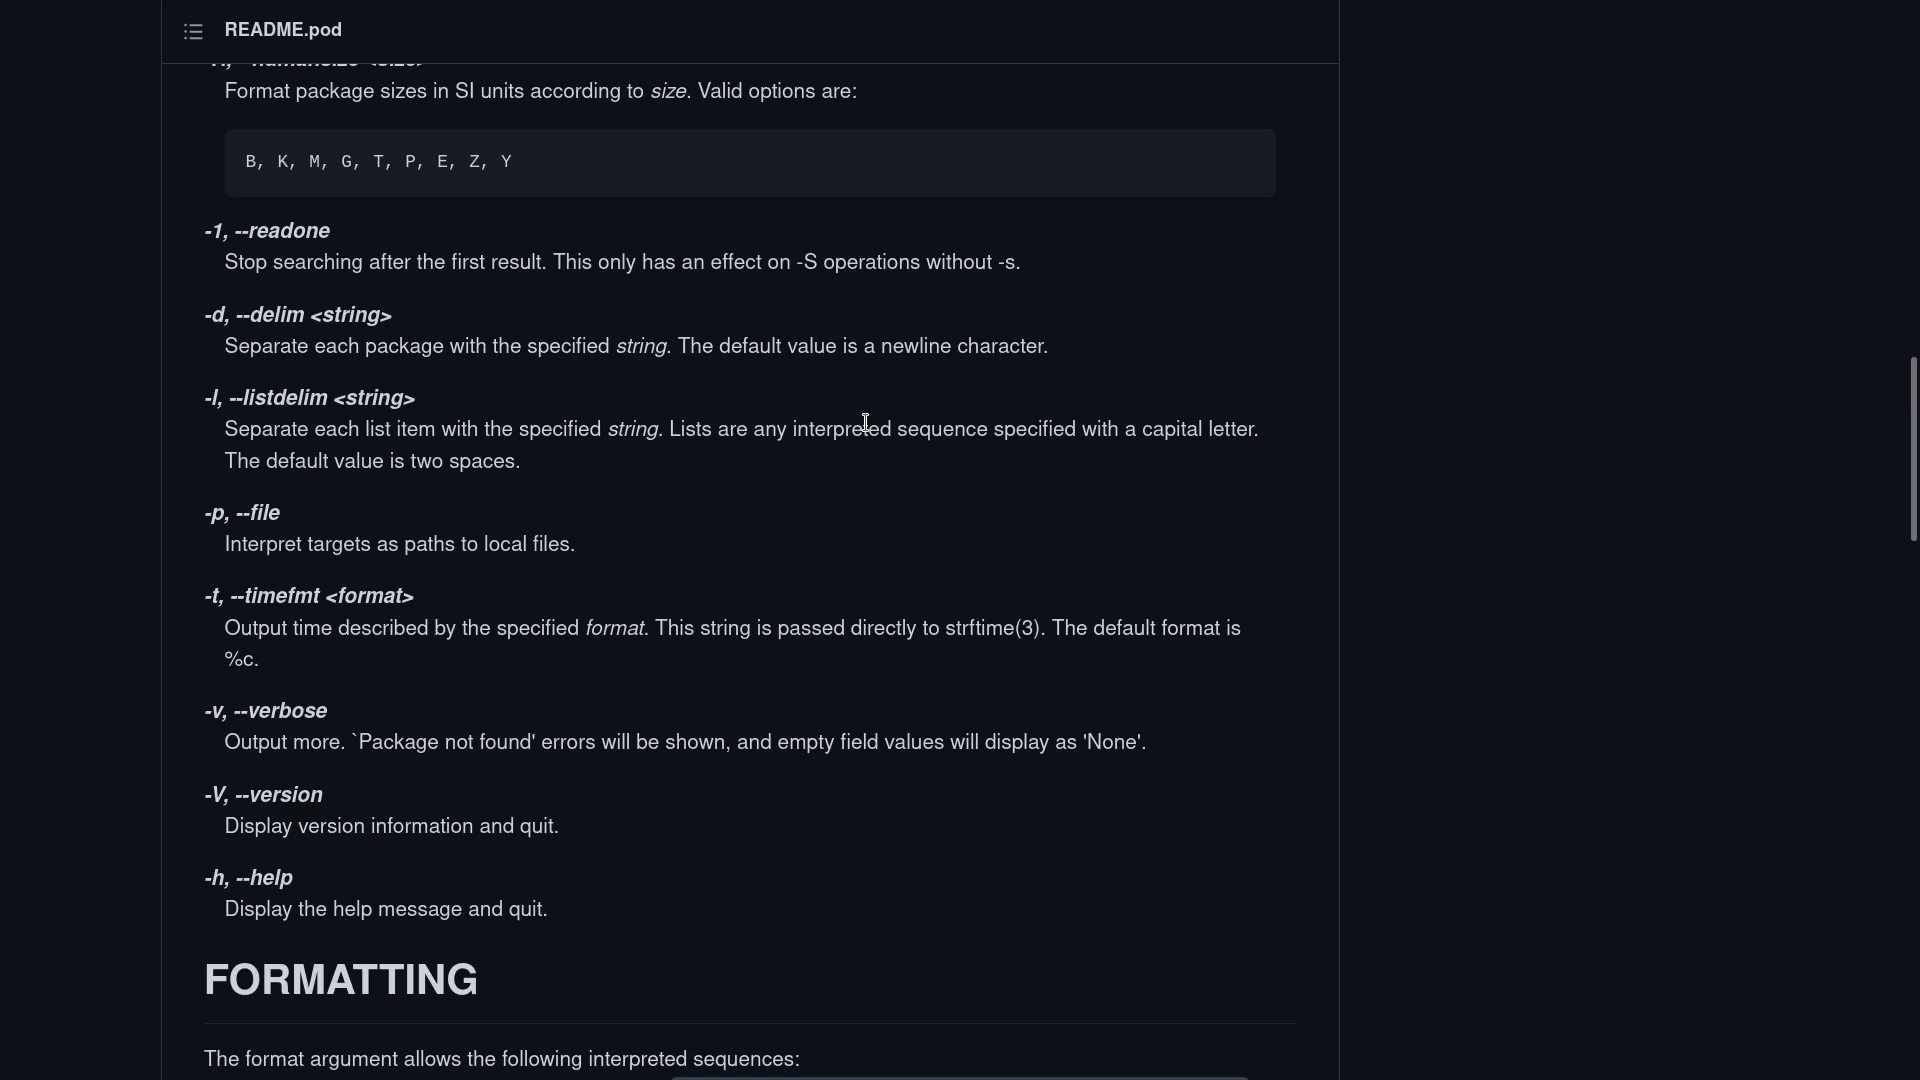 README.pod
Format package sizes in SI units according to size. Valid options are:
B, K, M, G, T, P, E, Z, Y
-1, --readone
Stop searching after the first result. This only has an effect on -S operations without -s.
-d, --delim <string>
Separate each package with the specified string. The default value is a newline character.
-l, --listdelim <string>
Separate each list item with the specified string. Lists are any interpreted sequence specified with a capital letter.
The default value is two spaces.
-p, --file
Interpret targets as paths to local files.
-t, --timefmt <format>
Output time described by the specified format. This string is passed directly to strftime(3). The default format is
%c.
-v, --verbose
Output more. `Package not found' errors will be shown, and empty field values will display as 'None'.
-V, --version
Display version information and quit.
-h, --help
Display the help message and quit.
FORMATTING
The format argument allows the following interpreted sequences: